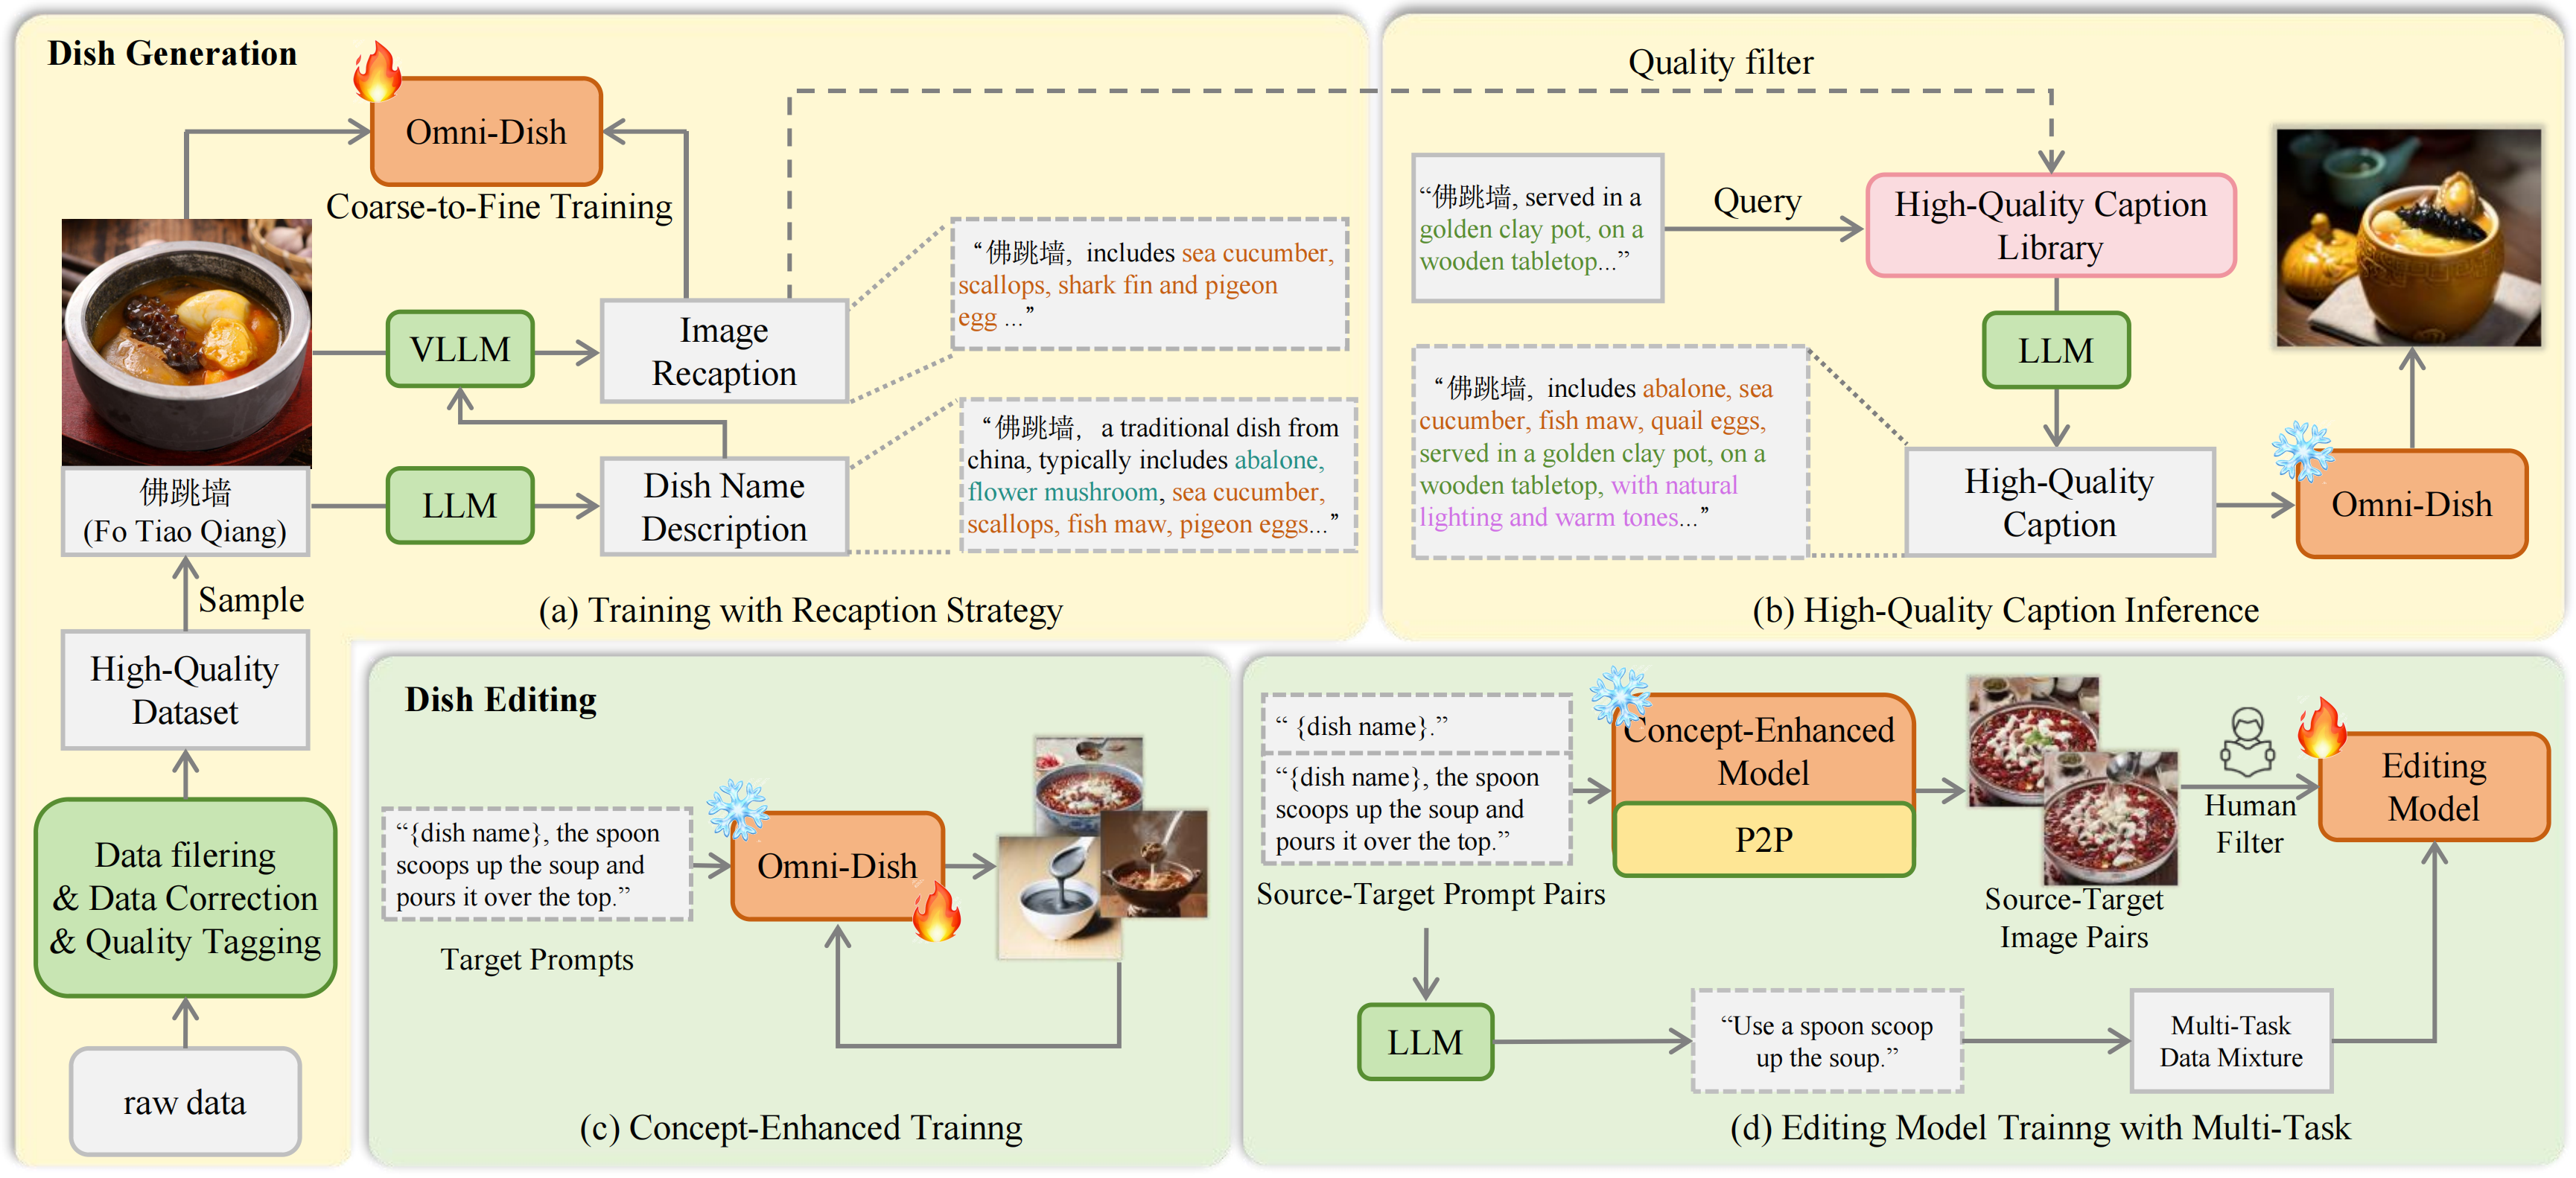 Dish Generation
Omni-Dish
Coarse-to-Fine Training
佛跳墙
(Fo Tiao Qiang)
Sample
High-Quality
Dataset
Data filering
& Data Correction
& Quality Tagging
raw data
VLLM
LLM
Image
Recaption
Dish Name
Description
“佛跳墙, includes sea cucumber,
scallops, shark fin and pigeon
egg ...”
“佛跳墙, a traditional dish from
china, typically includes abalone,
flower mushroom, sea cucumber,
scallops, fish maw, pigeon eggs...”
(a) Training with Recaption Strategy
Quality filter
“佛跳墙, served in a
golden clay pot, on a
wooden tabletop...”
Query
High-Quality Caption
Library
LLM
“佛跳墙, includes abalone, sea
cucumber, fish maw, quail eggs,
served in a golden clay pot, on a
wooden tabletop, with natural
lighting and warm tones...”
High-Quality
Caption
Omni-Dish
(b) High-Quality Caption Inference
Dish Editing
“{dish name}, the spoon
scoops up the soup and
pours it over the top.”
Target Prompts
Omni-Dish
(c) Concept-Enhanced Trainng
“ {dish name}.”
“{dish name}, the spoon
scoops up the soup and
pours it over the top.”
Source-Target Prompt Pairs
Concept-Enhanced
Model
P2P
Source-Target
Image Pairs
Human
Filter
Editing
Model
LLM
“Use a spoon scoop
up the soup.”
Multi-Task
Data Mixture
(d) Editing Model Trainng with Multi-Task